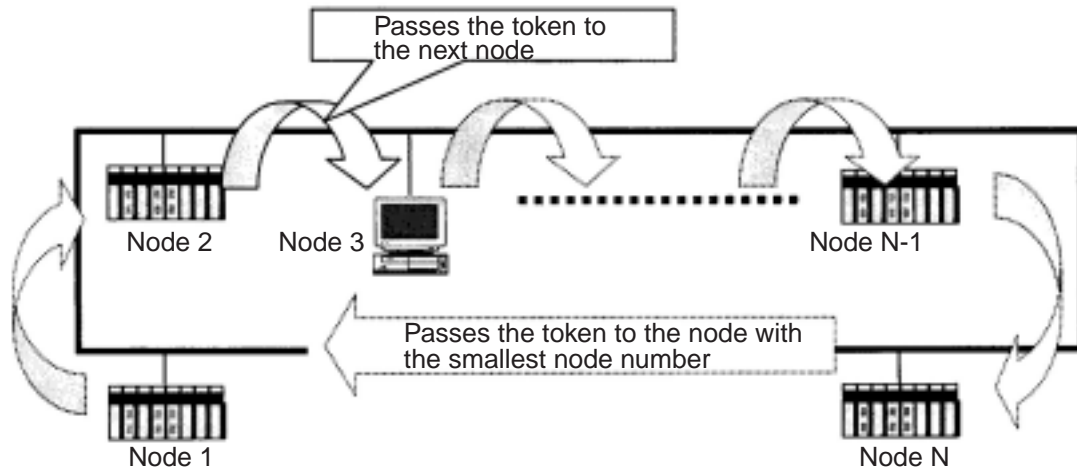 Passes the token to
the next node
Node 2
Node 3
Node N-1
Passes the token to the node with
the smallest node number
Node 1
Node N